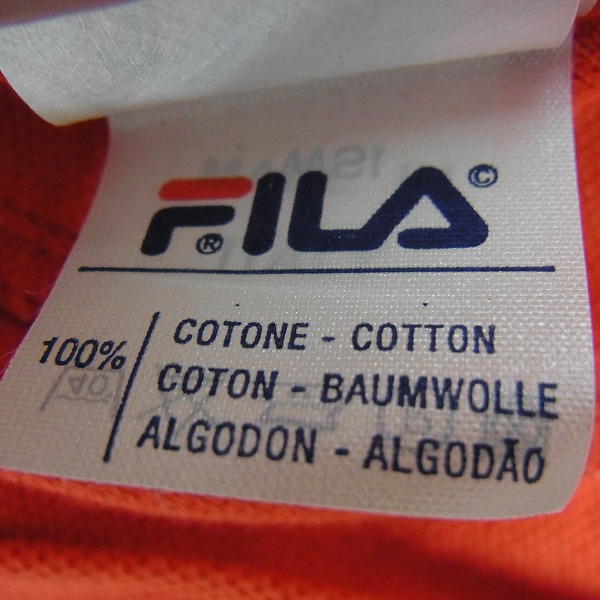 FILA ©
®
100%
COTONE - COTTON
COTON - BAUMWOLLE
ALGODON - ALGODÃO